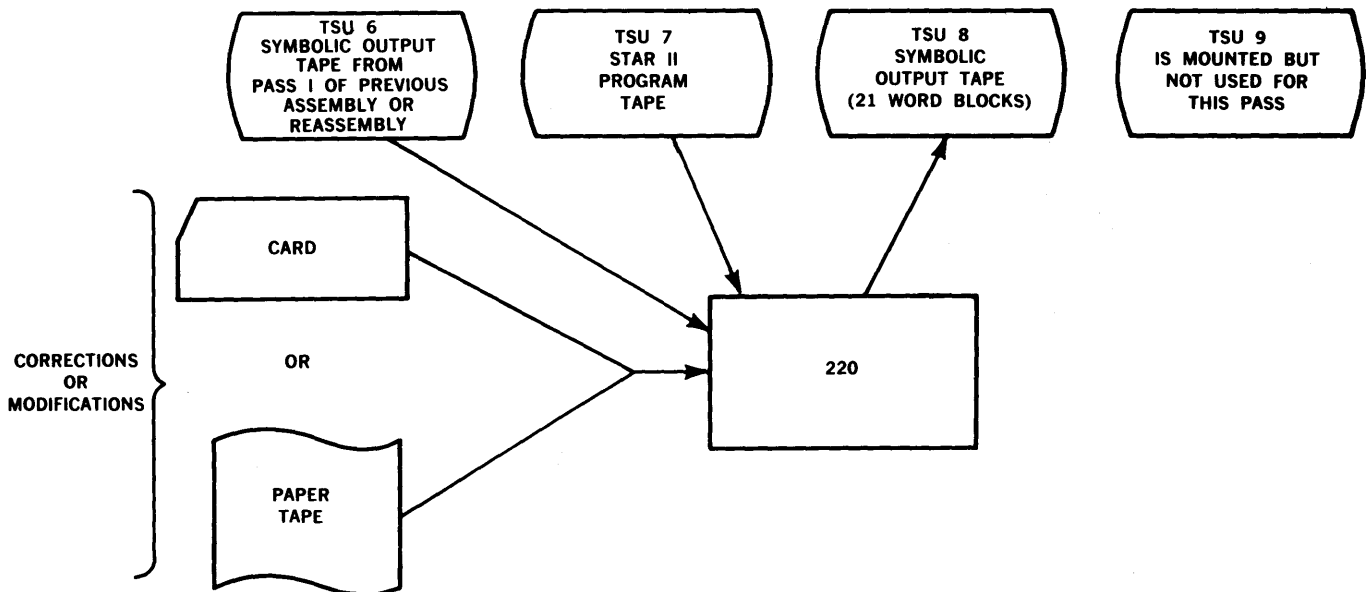 TSU 6
SYMBOLIC OUTPUT
TAPE FROM
PASS I OF PREVIOUS
ASSEMBLY OR
REASSEMBLY
TSU 7
STAR II
PROGRAM
TAPE
TSU 8
SYMBOLIC
OUTPUT TAPE
(21 WORD BLOCKS)
TSU 9
IS MOUNTED BUT
NOT USED FOR
THIS PASS
CORRECTIONS
OR
MODIFICATIONS
CARD
OR
PAPER
TAPE
220